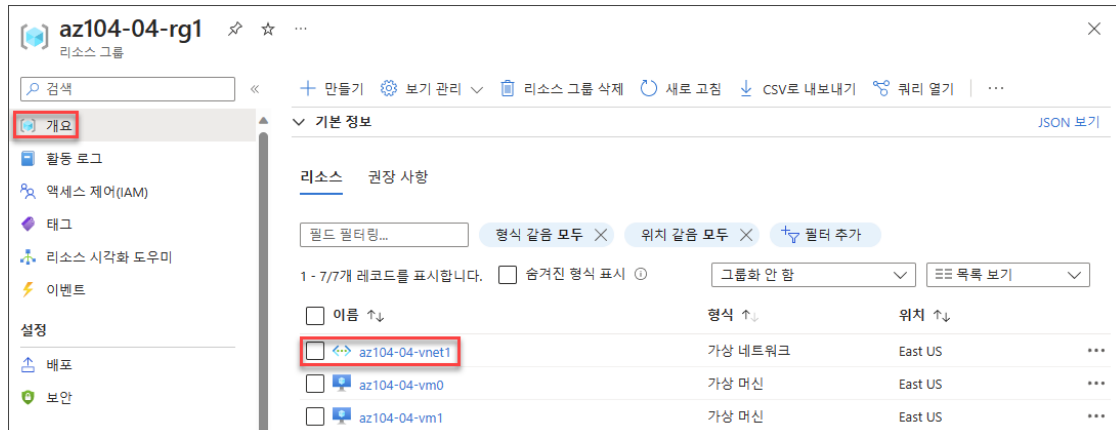 az104-04-rg1
리소스 그룹
검색
만들기 보기 관리 리소스 그룹 삭제 새로 고침 CSV로 내보내기 쿼리 열기
개요
기본 정보 JSON 보기
활동 로그
액세스 제어(IAM)
태그
리소스 시각화 도우미
이벤트
설정
배포
보안
리소스 권장 사항
필드 필터링... 형식 같음 모두 위치 같음 모두 필터 추가
1 - 7/7개 레코드를 표시합니다. 숨겨진 형식 표시 그룹화 안 함 목록 보기
이름 형식 위치
az104-04-vnet1 가상 네트워크 East US
az104-04-vm0 가상 머신 East US
az104-04-vm1 가상 머신 East US